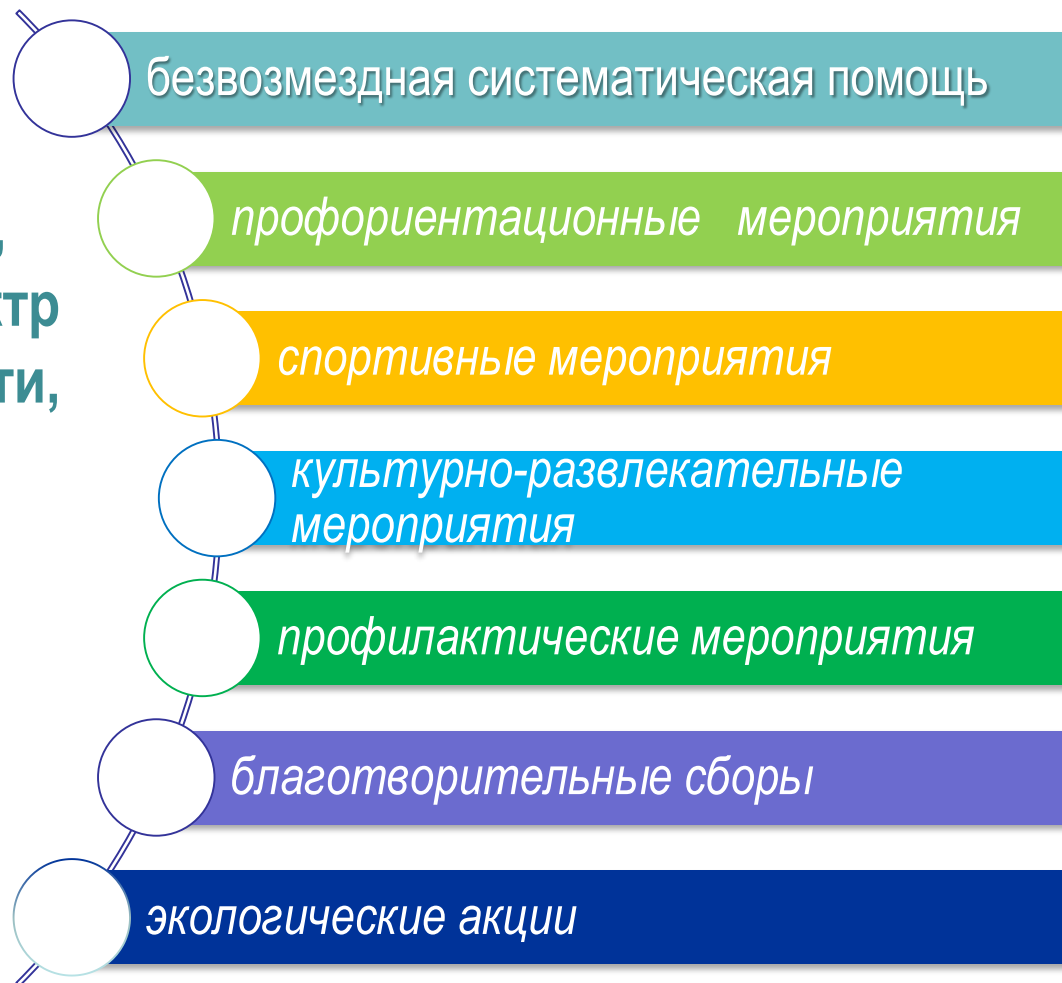 безвозмездная систематическая помощь
профориентационные мероприятия
спортивные мероприятия
культурно-развлекательные
мероприятия
профилактические мероприятия
благотворительные сборы
экологические акции